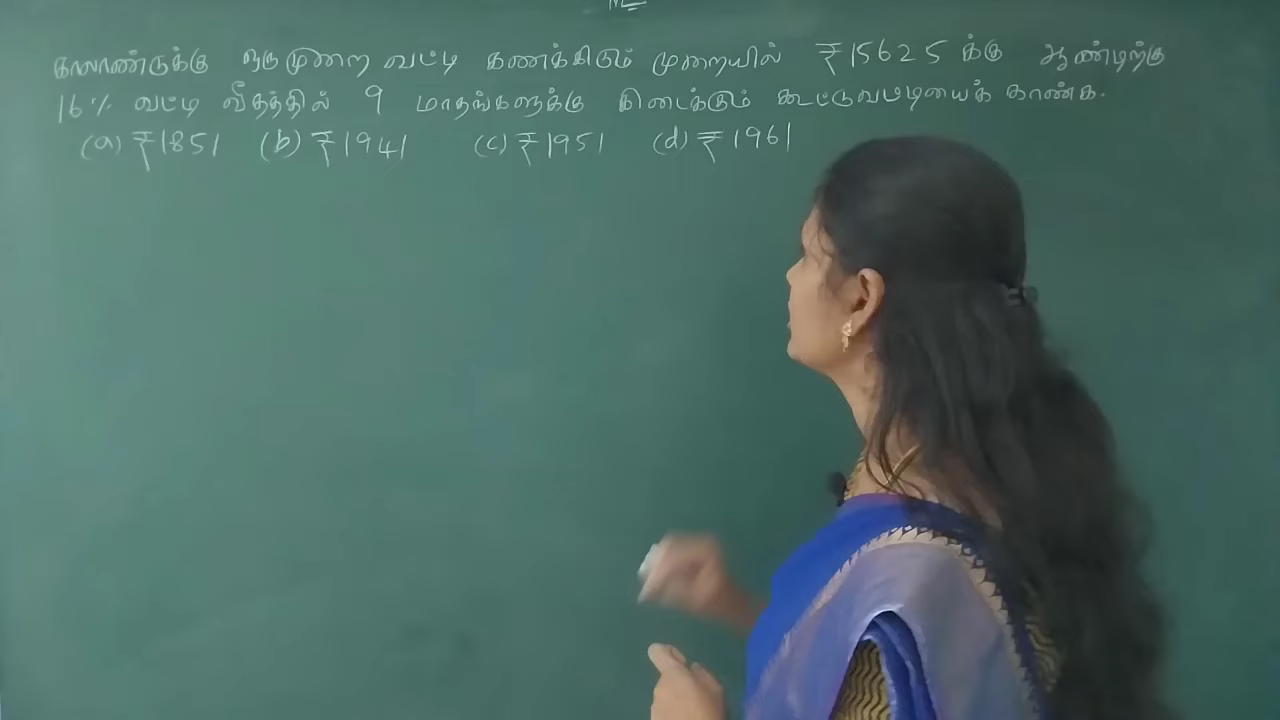 காலாண்டுக்கு ஒருமுறை வட்டி கணக்கிடும் முறையில் ₹15625 க்கு ஆண்டிற்கு
16% வட்டி வீதத்தில் 9 மாதங்களுக்கு கிடைக்கும் கூட்டுவட்டியைக் காண்க.
(a) ₹1851 (b) ₹1941 (c) ₹1951 (d) ₹1961